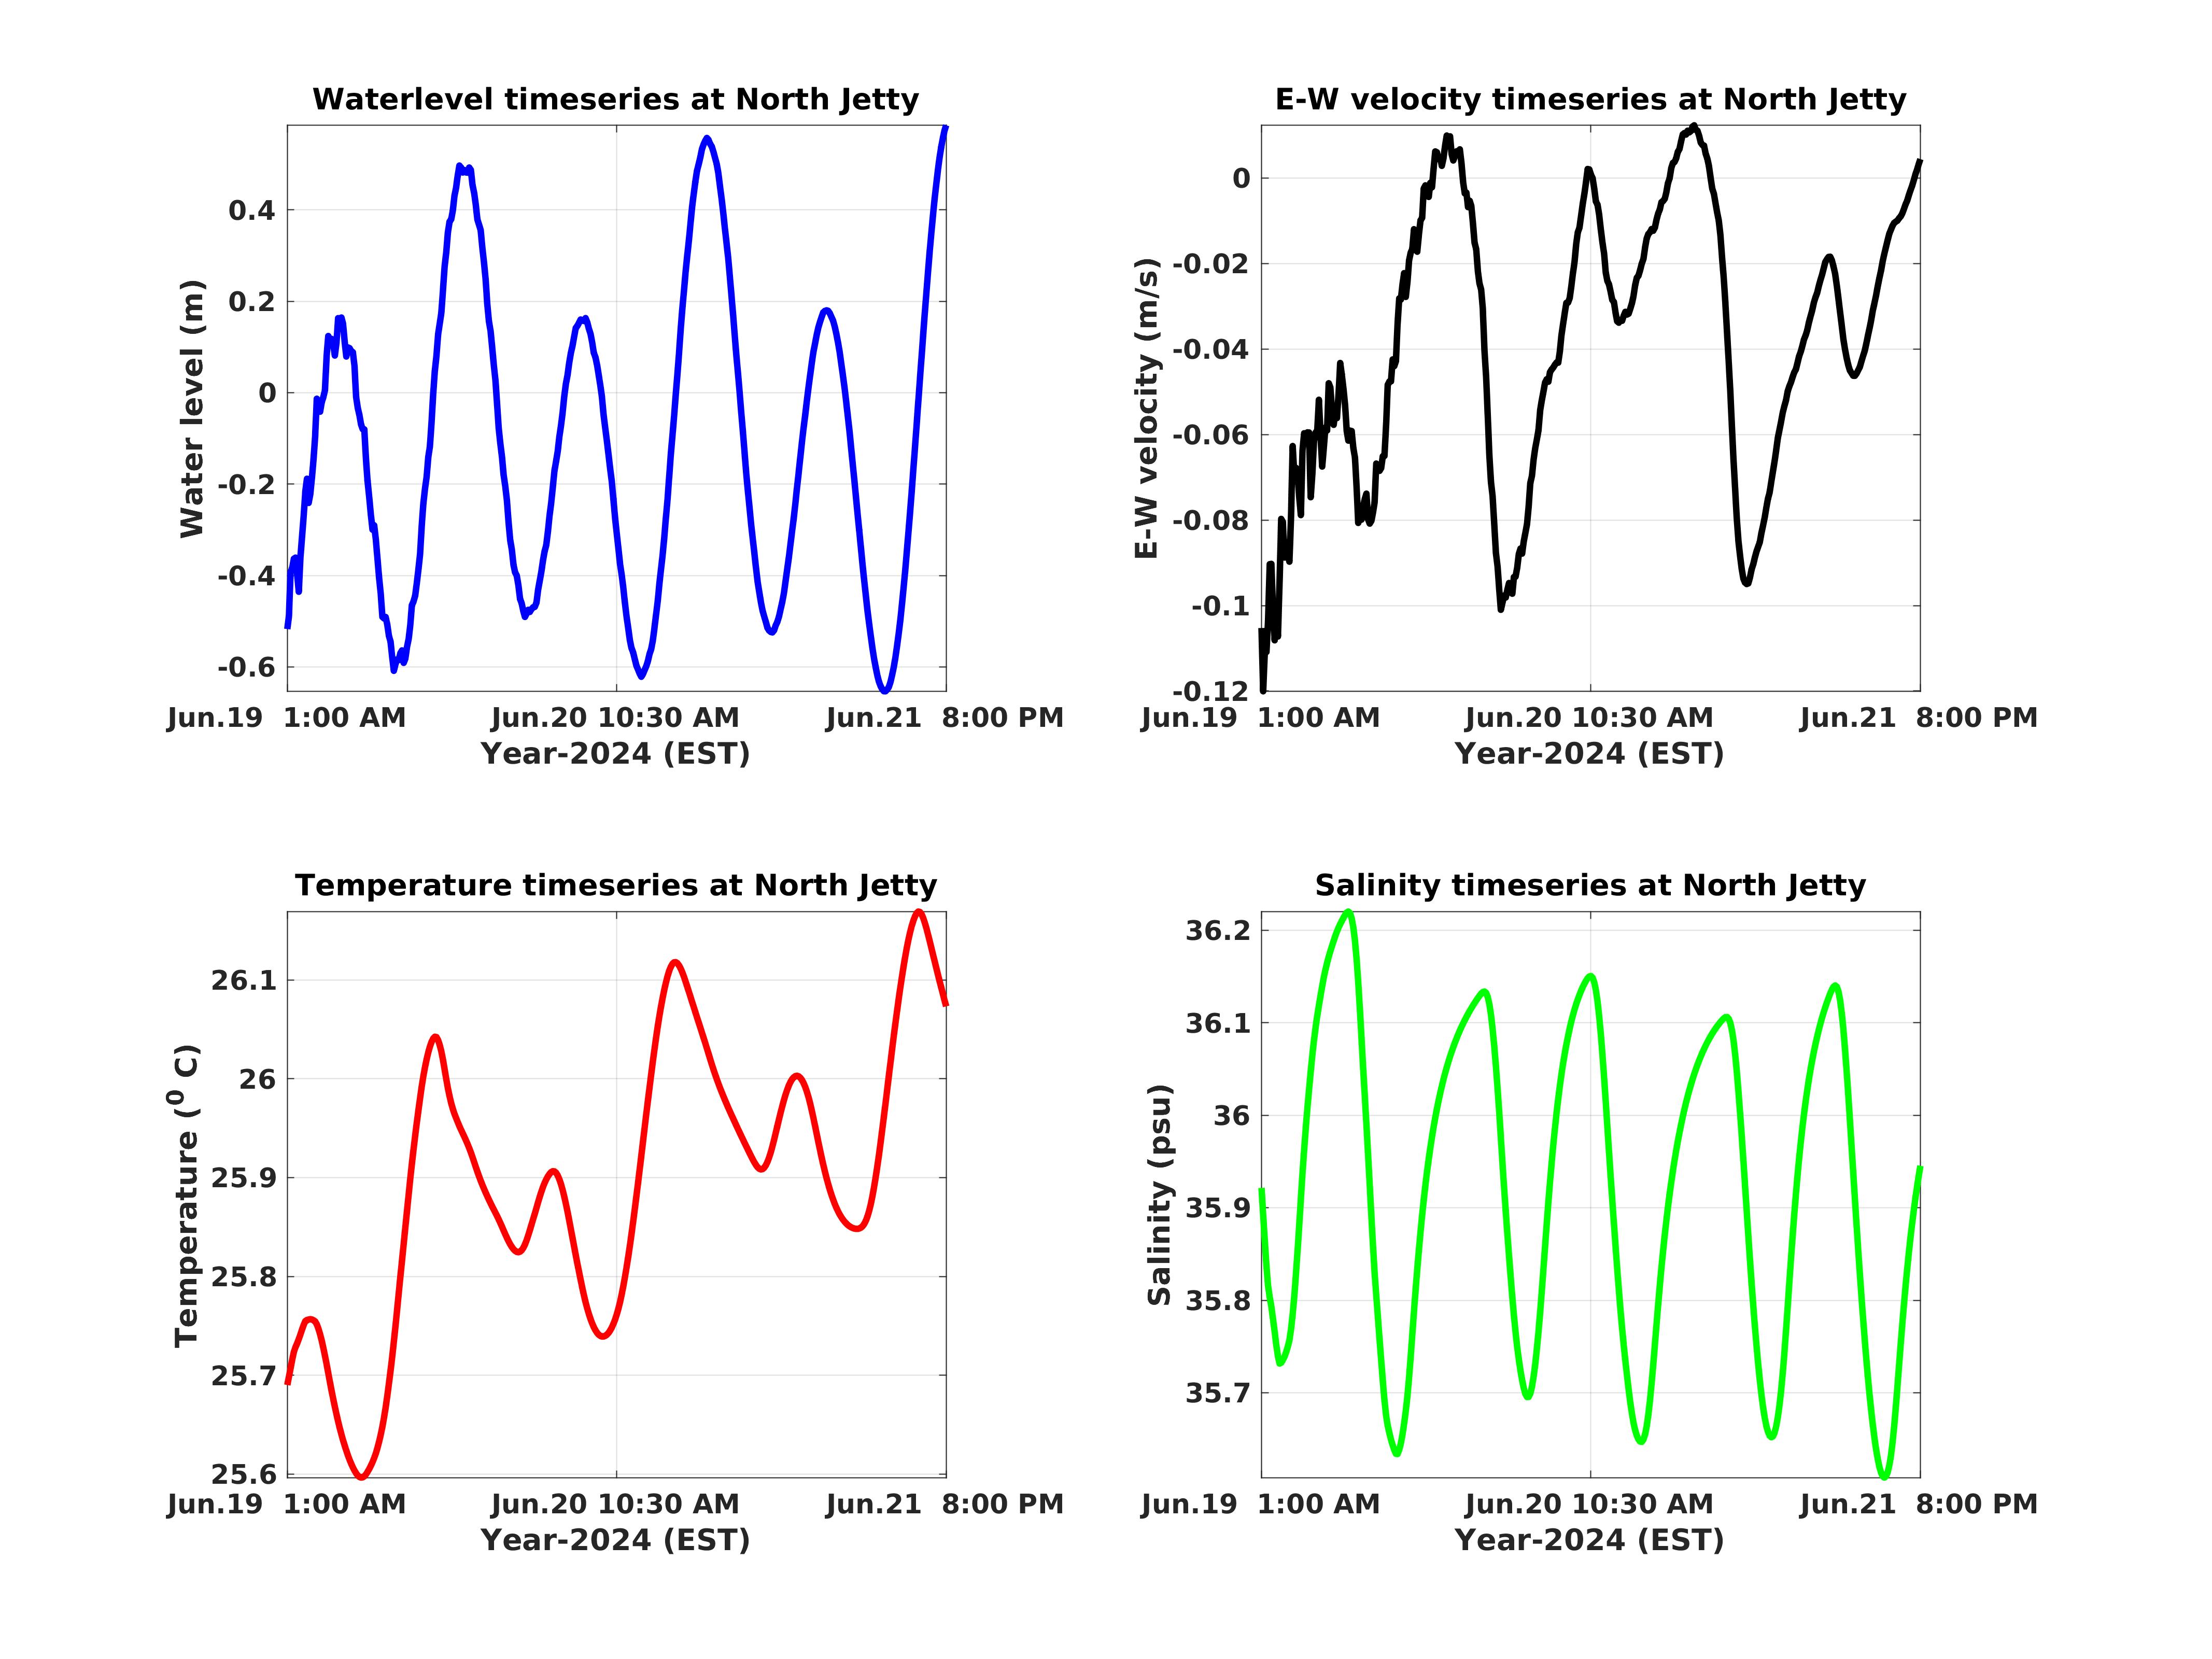 Waterlevel timeseries at North Jetty
Water level (m)
0.4
0.2
0
-0.2
-0.4
-0.6
Jun.19 1:00 AM
Jun.20 10:30 AM
Jun.21 8:00 PM
Year-2024 (EST)
E-W velocity timeseries at North Jetty
E-W velocity (m/s)
0
-0.02
-0.04
-0.06
-0.08
-0.1
-0.12
Jun.19 1:00 AM
Jun.20 10:30 AM
Jun.21 8:00 PM
Year-2024 (EST)
Temperature timeseries at North Jetty
Temperature (⁰ C)
26.1
26
25.9
25.8
25.7
25.6
Jun.19 1:00 AM
Jun.20 10:30 AM
Jun.21 8:00 PM
Year-2024 (EST)
Salinity timeseries at North Jetty
Salinity (psu)
36.2
36.1
36
35.9
35.8
35.7
Jun.19 1:00 AM
Jun.20 10:30 AM
Jun.21 8:00 PM
Year-2024 (EST)